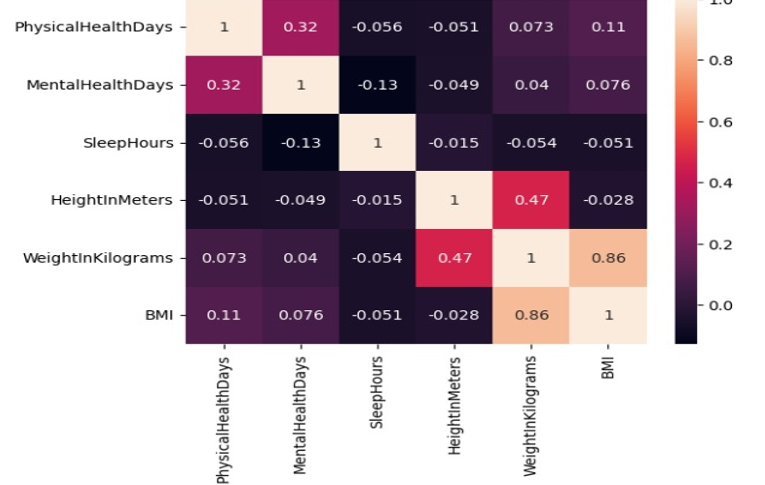 PhysicalHealthDays 1 0.32 -0.056 -0.051 0.073 0.11
MentalHealthDays 0.32 1 -0.13 -0.049 0.04 0.076
SleepHours -0.056 -0.13 1 -0.015 -0.054 -0.051
HeightInMeters -0.051 -0.049 -0.015 1 0.47 -0.028
WeightInKilograms 0.073 0.04 -0.054 0.47 1 0.86
BMI 0.11 0.076 -0.051 -0.028 0.86 1
PhysicalHealthDays
MentalHealthDays
SleepHours
HeightInMeters
WeightInKilograms
BMI
1.0
0.8
0.6
0.4
0.2
0.0